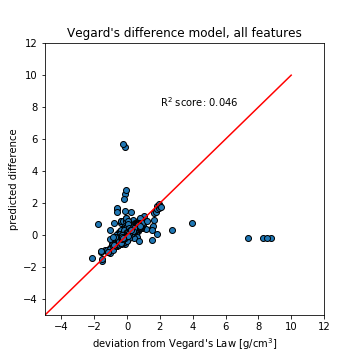 Vegard's difference model, all features
12
10
8
6
4
2
0
−2
−4
predicted difference
R² score: 0.046
−4 −2 0 2 4 6 8 10 12
deviation from Vegard's Law [g/cm³]